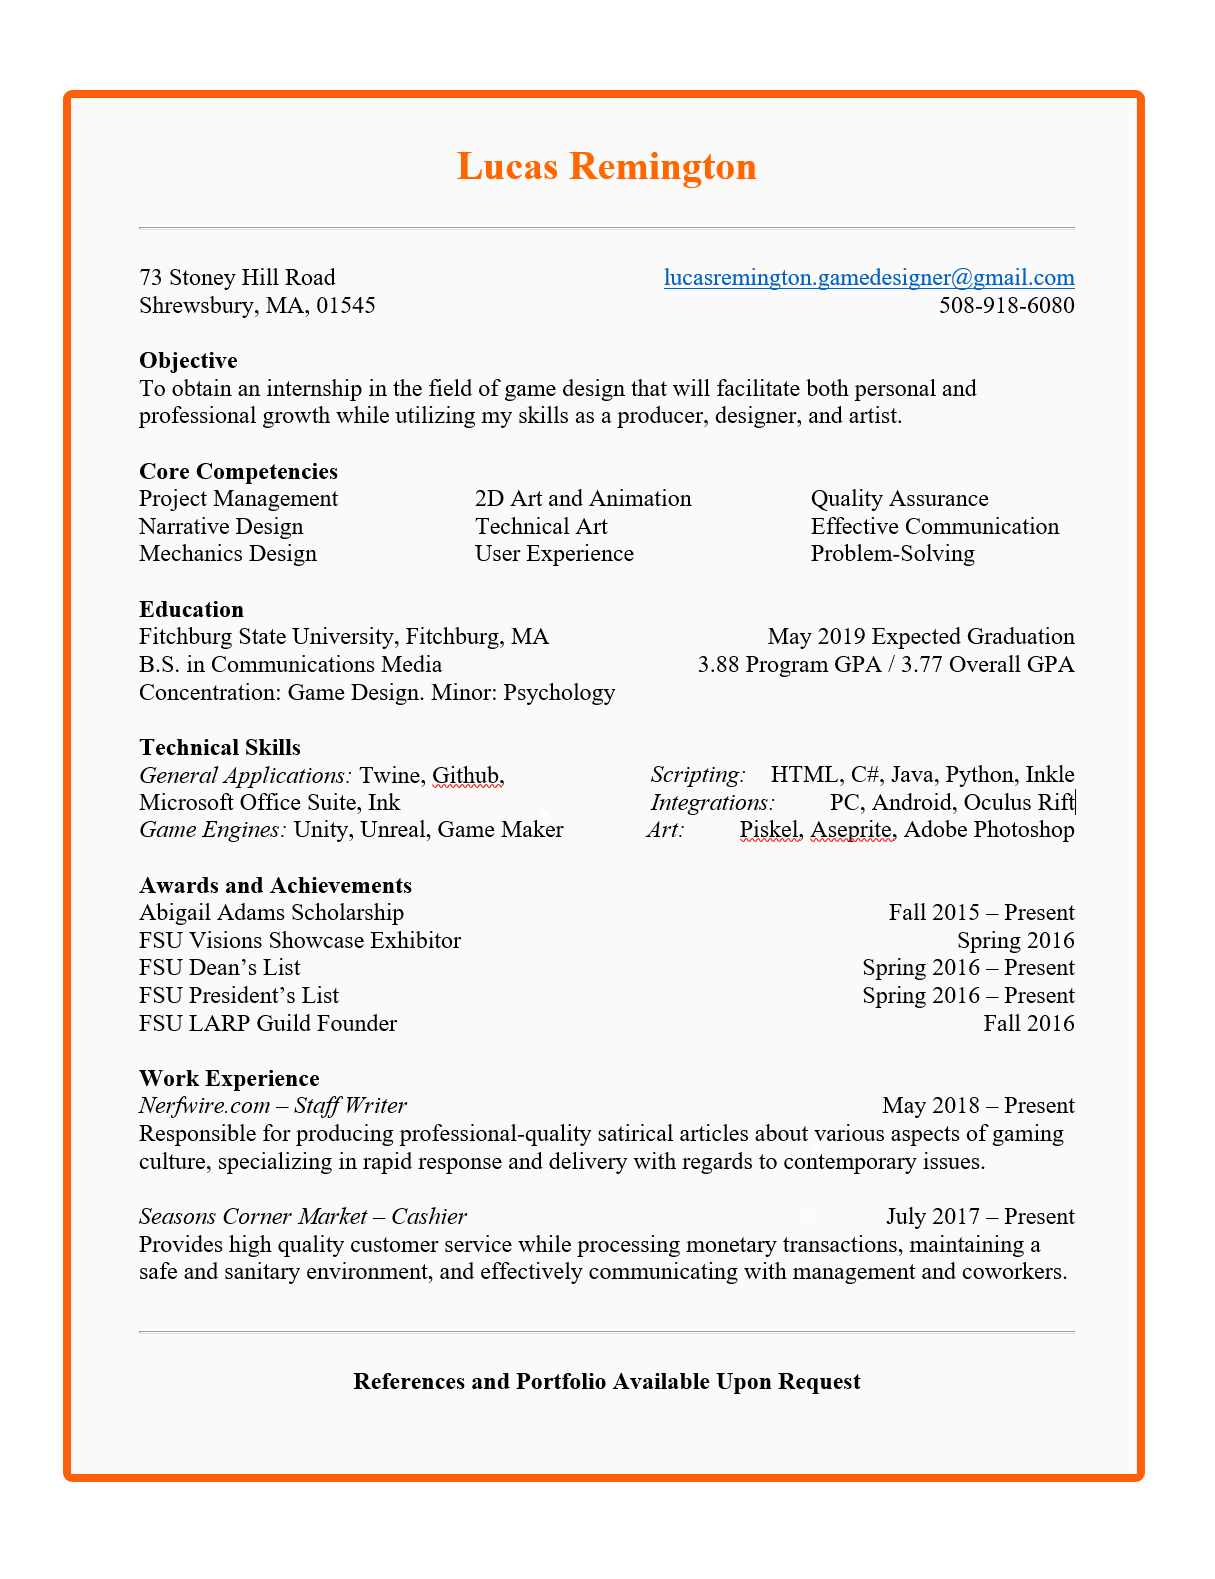 Lucas Remington
73 Stoney Hill Road lucasremington.gamedesigner@gmail.com
Shrewsbury, MA, 01545 508-918-6080
Objective
To obtain an internship in the field of game design that will facilitate both personal and
professional growth while utilizing my skills as a producer, designer, and artist.
Core Competencies
Project Management 2D Art and Animation Quality Assurance
Narrative Design Technical Art Effective Communication
Mechanics Design User Experience Problem-Solving
Education
Fitchburg State University, Fitchburg, MA May 2019 Expected Graduation
B.S. in Communications Media 3.88 Program GPA / 3.77 Overall GPA
Concentration: Game Design. Minor: Psychology
Technical Skills
General Applications: Twine, Github, Scripting: HTML, C#, Java, Python, Inkle
Microsoft Office Suite, Ink Integrations: PC, Android, Oculus Rift
Game Engines: Unity, Unreal, Game Maker Art: Piskel, Aseprite, Adobe Photoshop
Awards and Achievements
Abigail Adams Scholarship Fall 2015 – Present
FSU Visions Showcase Exhibitor Spring 2016
FSU Dean’s List Spring 2016 – Present
FSU President’s List Spring 2016 – Present
FSU LARP Guild Founder Fall 2016
Work Experience
Nerfwire.com – Staff Writer May 2018 – Present
Responsible for producing professional-quality satirical articles about various aspects of gaming
culture, specializing in rapid response and delivery with regards to contemporary issues.
Seasons Corner Market – Cashier July 2017 – Present
Provides high quality customer service while processing monetary transactions, maintaining a
safe and sanitary environment, and effectively communicating with management and coworkers.
References and Portfolio Available Upon Request